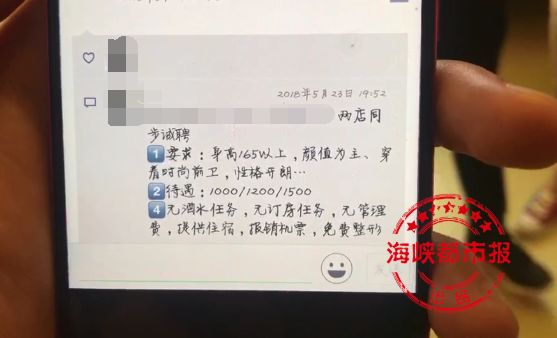 2018年5月23日 19:52
两店同
步诚聘
1要求：身高165以上，颜值为主、穿
着时尚前卫，性格开朗…
2待遇：1000/1200/1500
4无酒水任务，无订房任务，无管理
费，提供住宿，报销机票，免费整形
海峡都市报